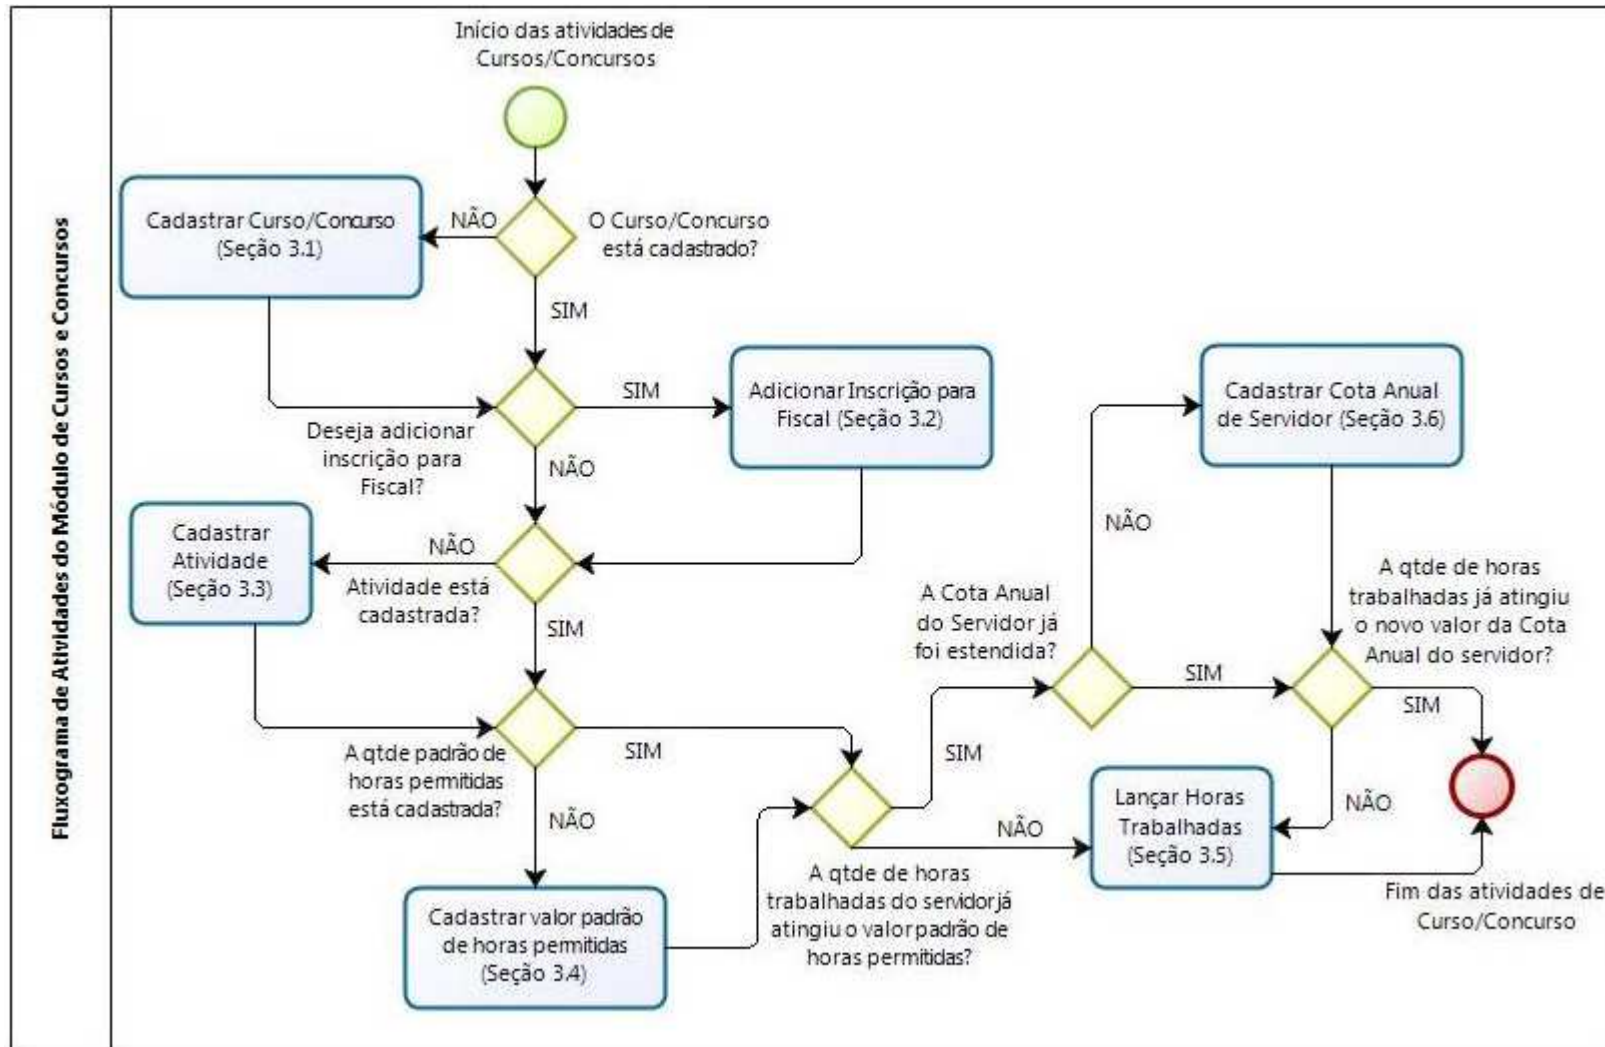 Fluxograma de Atividades do Módulo de Cursos e Concursos
Início das atividades de
Cursos/Concursos
Cadastrar Curso/Concurso
(Seção 3.1)
NÃO
O Curso/Concurso
está cadastrado?
SIM
SIM
Adicionar Inscrição para
Fiscal (Seção 3.2)
Deseja adicionar
inscrição para
Fiscal?
NÃO
Cadastrar
Atividade
(Seção 3.3)
NÃO
Atividade está
cadastrada?
SIM
A qtde padrão de
horas permitidas
está cadastrada?
SIM
NÃO
Cadastrar valor padrão
de horas permitidas
(Seção 3.4)
A qtde de horas
trabalhadas do servidor já
atingiu o valor padrão de
horas permitidas?
SIM
NÃO
A Cota Anual
do Servidor já
foi estendida?
NÃO
Cadastrar Cota Anual
de Servidor (Seção 3.6)
SIM
A qtde de horas
trabalhadas já atingiu
o novo valor da Cota
Anual do servidor?
SIM
NÃO
Lançar Horas
Trabalhadas
(Seção 3.5)
Fim das atividades de
Curso/Concurso